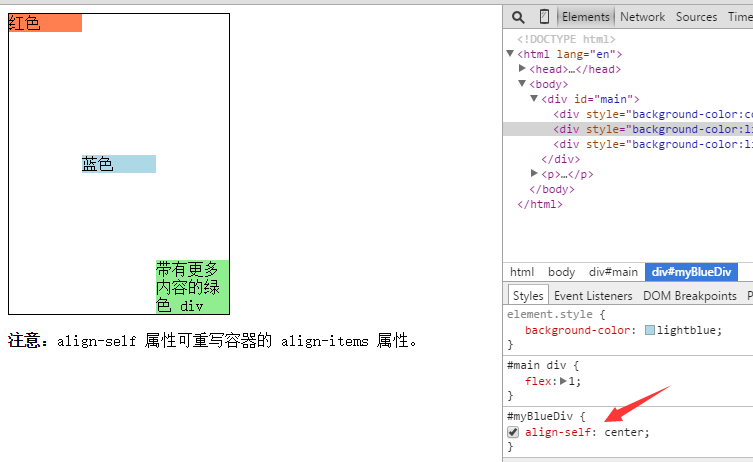 红色
蓝色
带有更多
内容的绿
色 div
注意：align-self 属性可重写容器的 align-items 属性。
Elements Network Sources Time
<!DOCTYPE html>
<html lang="en">
<head>…</head>
<body>
<div id="main">
<div style="background-color:co
<div style="background-color:li
<div style="background-color:li
</div>
<p>…</p>
</body>
</html>
html body div#main div#myBlueDiv
Styles Event Listeners DOM Breakpoints P
element.style {
background-color: lightblue;
}
#main div {
flex: 1;
}
#myBlueDiv {
align-self: center;
}